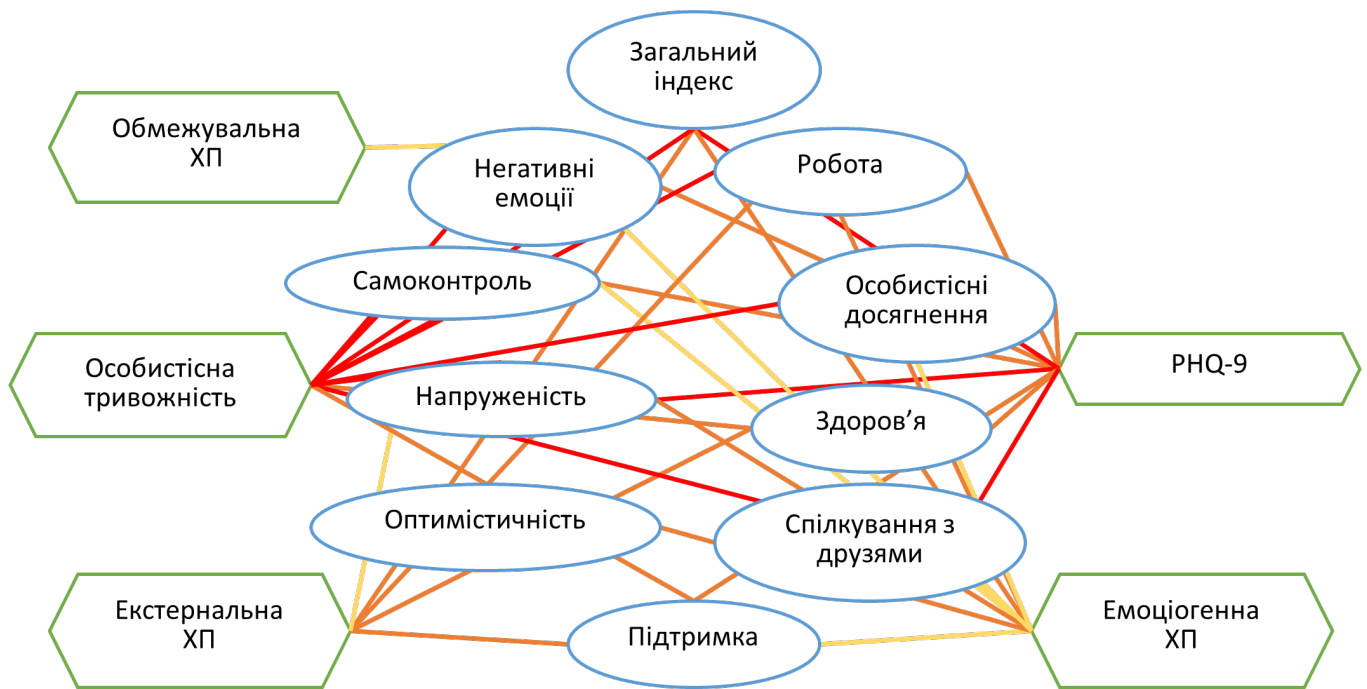 Загальний
індекс
Обмежувальна
ХП
Негативні
емоції
Робота
Самоконтроль
Особистісні
досягнення
Особистісна
тривожність
Напруженість
PHQ-9
Здоров’я
Оптимістичність
Спілкування з
друзями
Екстернальна
ХП
Підтримка
Емоціогенна
ХП